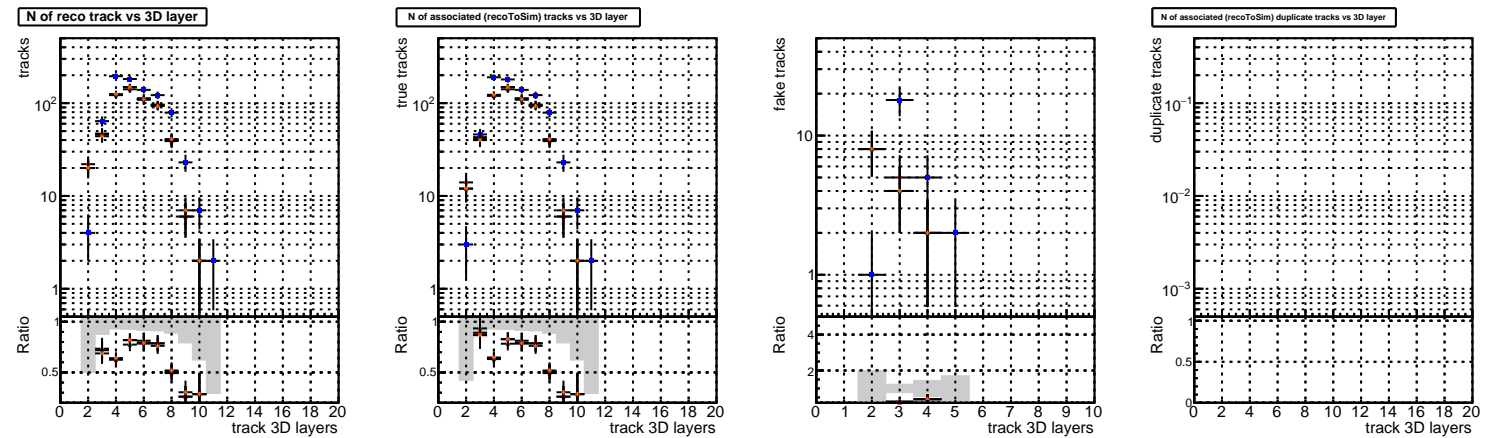 N of reco track vs 3D layer
tracks
10²
10
1
Ratio
1
0.5
0 2 4 6 8 10 12 14 16 18 20
track 3D layers
N of associated (recoToSim) tracks vs 3D layer
true tracks
10²
10
1
Ratio
1
0.5
0 2 4 6 8 10 12 14 16 18 20
track 3D layers
fake tracks
10
1
Ratio
4
2
0 1 2 3 4 5 6 7 8 9 10
track 3D layers
N of associated (recoToSim) duplicate tracks vs 3D layer
duplicate tracks
10⁻¹
10⁻²
10⁻³
Ratio
1
0.5
0
0 2 4 6 8 10 12 14 16 18 20
track 3D layers